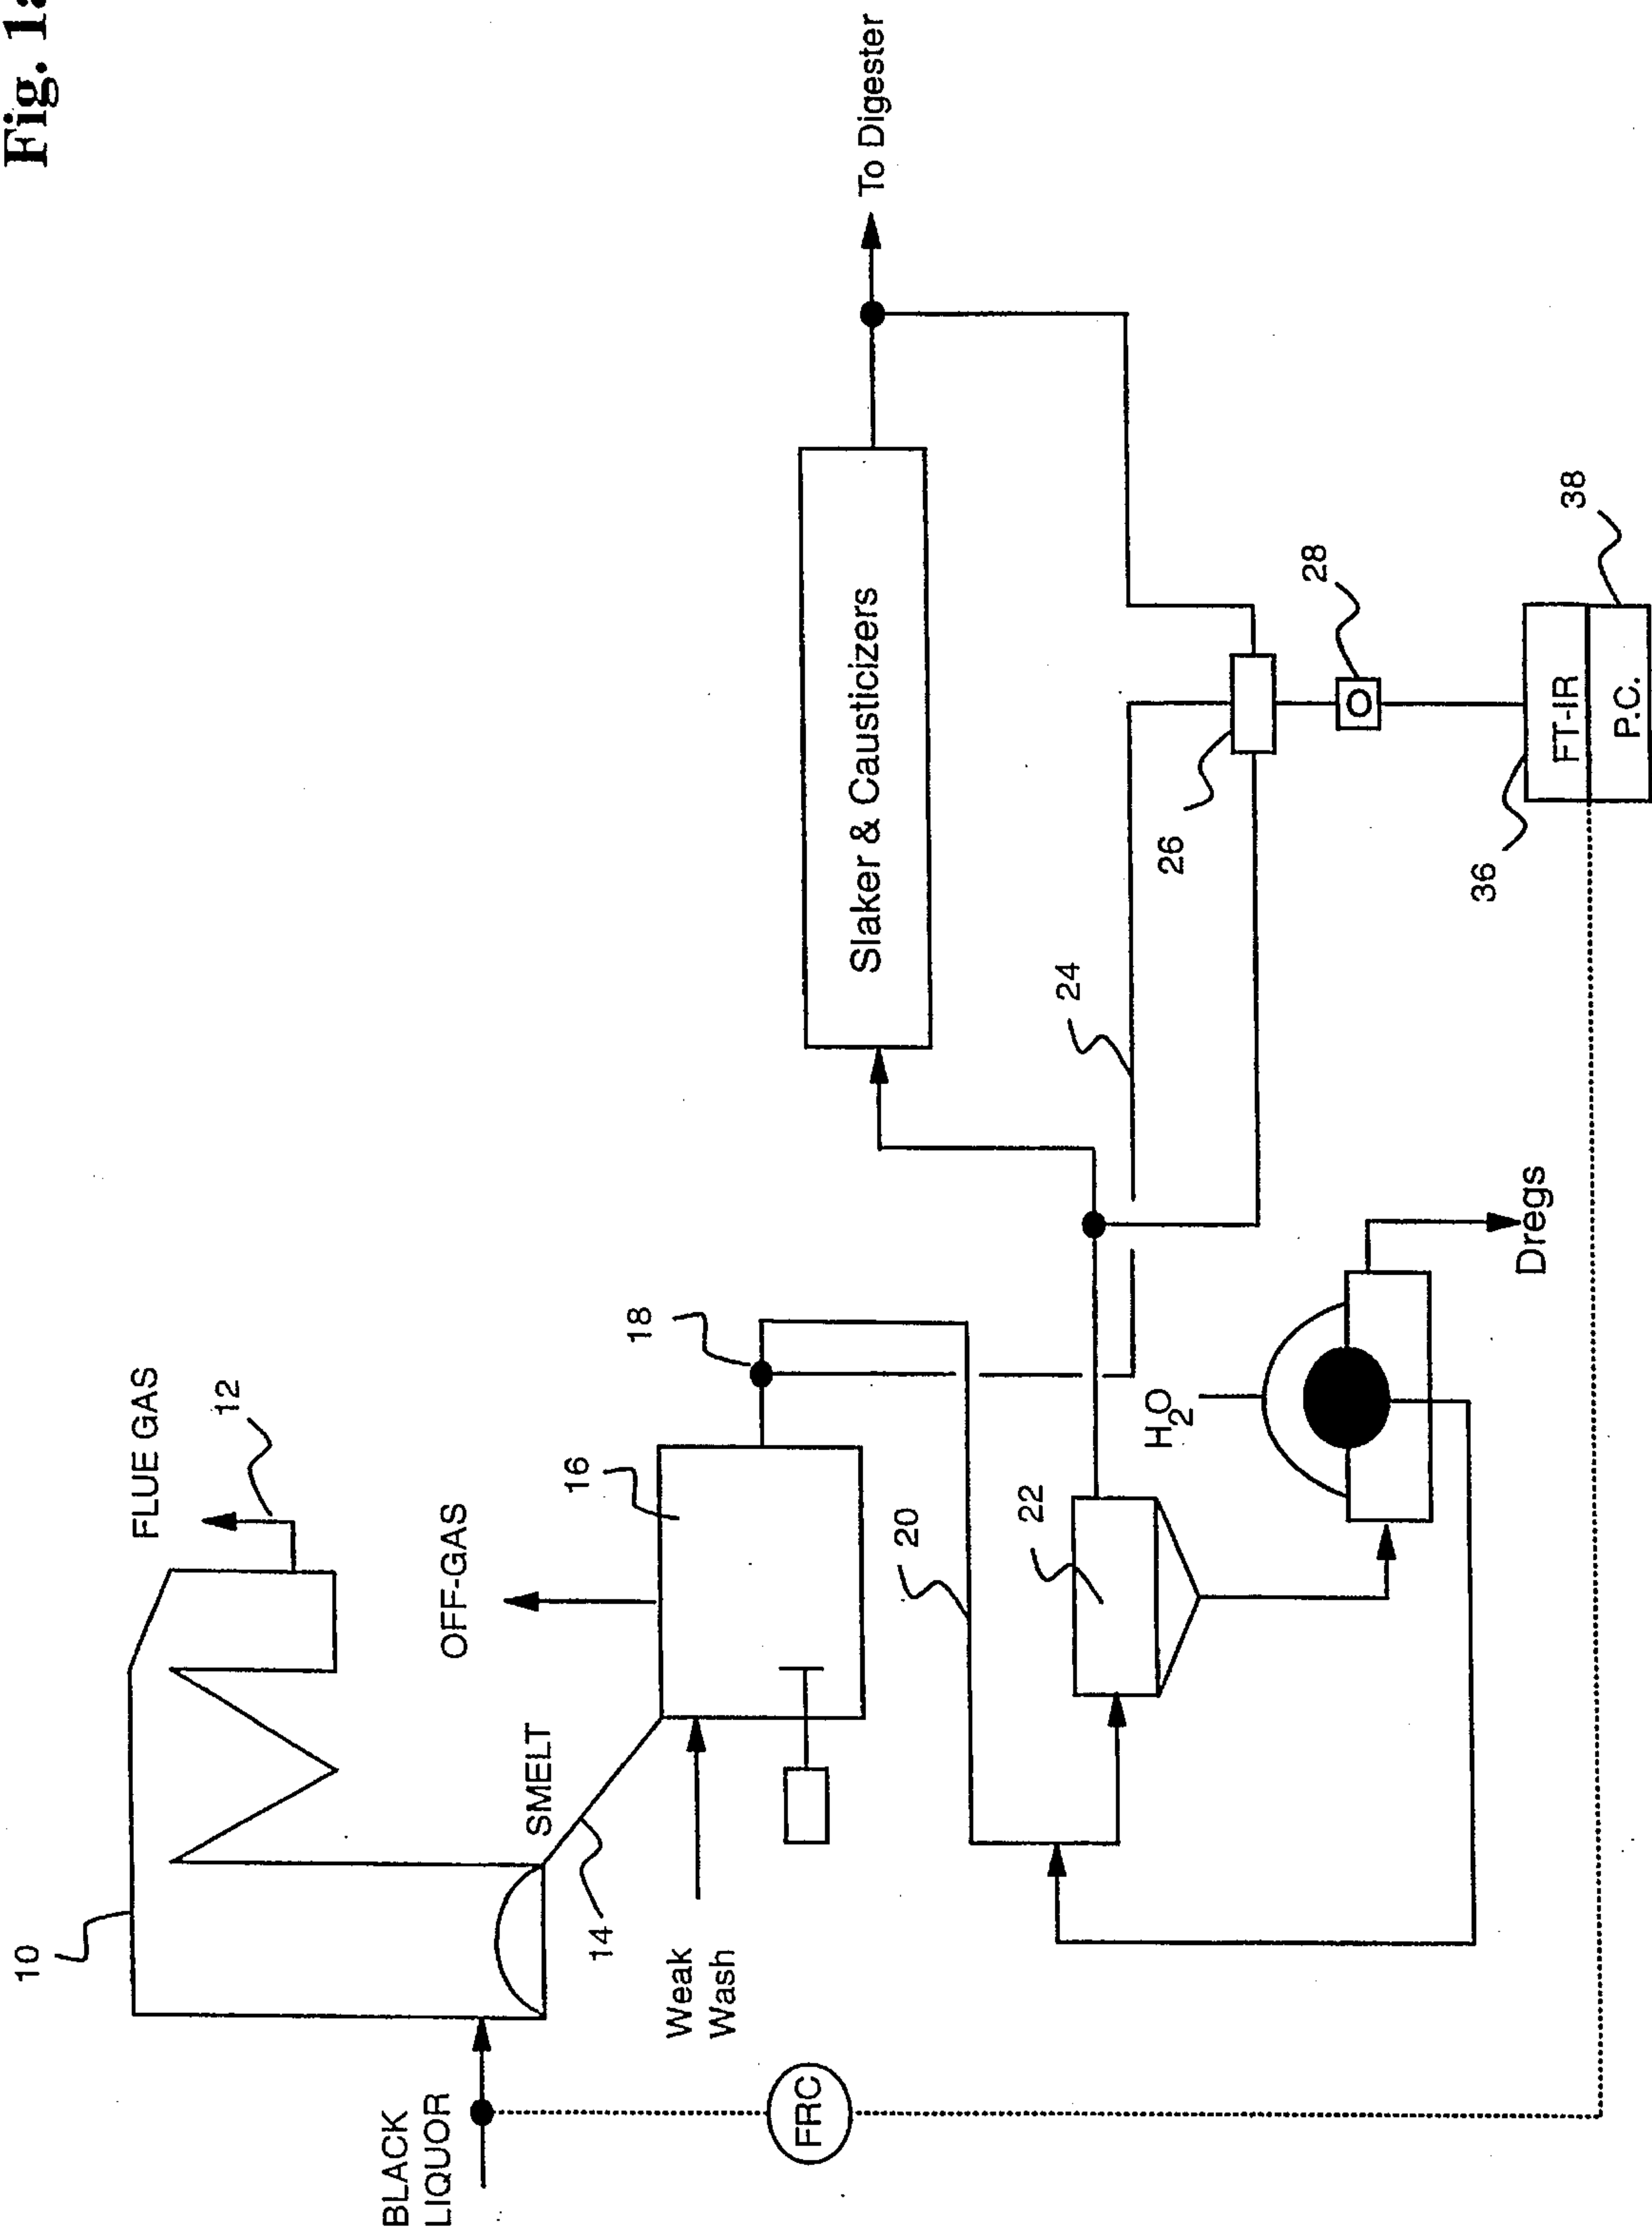 Fig. 1a
10
FLUE GAS
12
OFF-GAS
SMELT
14
16
18
BLACK
LIQUOR
Weak
Wash
FRC
20
22
H2O
Dregs
Slaker & Causticizers
To Digester
24
26
28
36
FT-IR
P.C.
38